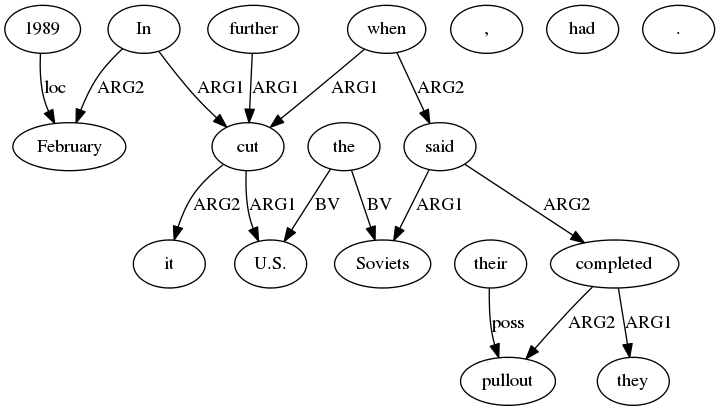 1989 In further when , had .
loc ARG2 ARG1 ARG1 ARG1 ARG2
February cut the said
ARG2 ARG1 BV BV ARG1 ARG2
it U.S. Soviets their completed
poss ARG2 ARG1
pullout they